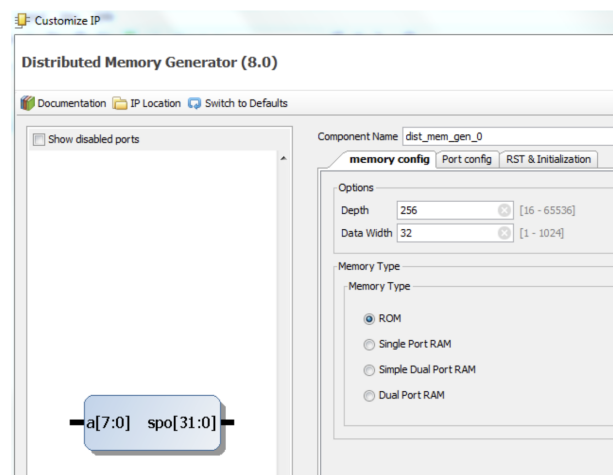 Customize IP
Distributed Memory Generator (8.0)
Documentation IP Location Switch to Defaults
Show disabled ports
Component Name dist_mem_gen_0
memory config Port config RST & Initialization
Options
Depth 256 [16 - 65536]
Data Width 32 [1 - 1024]
Memory Type
Memory Type
ROM
Single Port RAM
Simple Dual Port RAM
Dual Port RAM
a[7:0] spo[31:0]